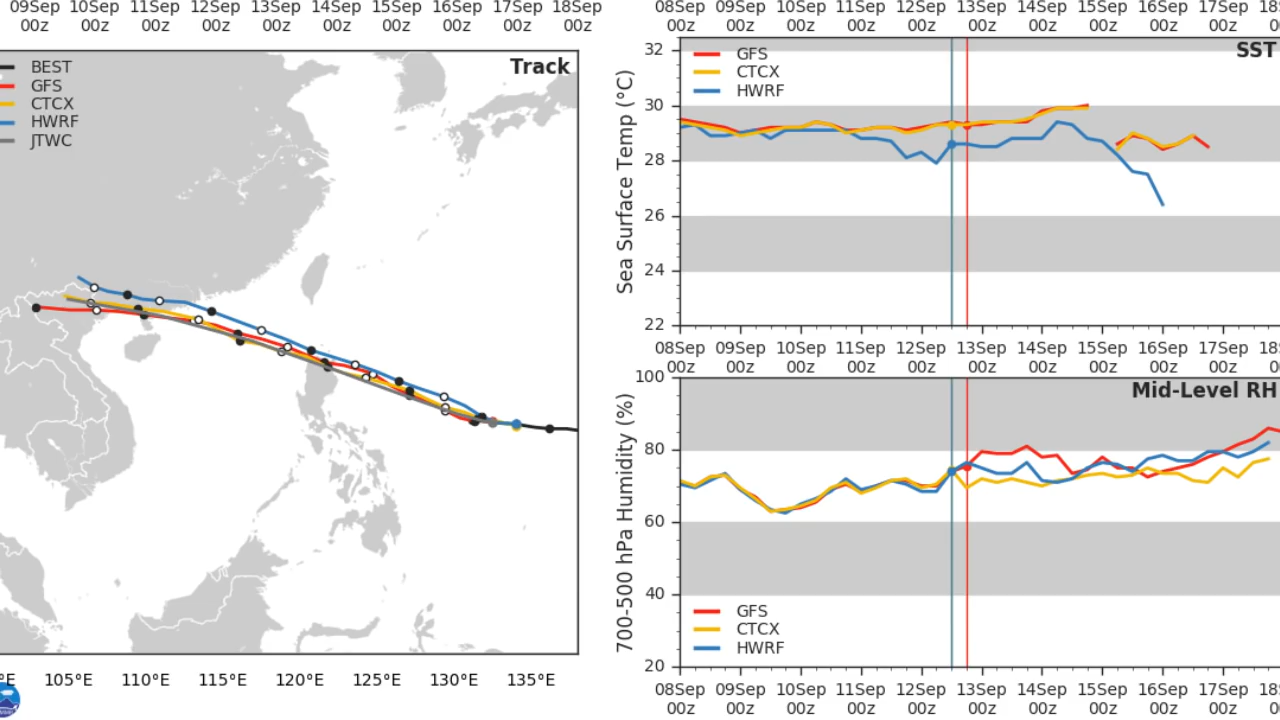 09Sep 10Sep 11Sep 12Sep 13Sep 14Sep 15Sep 16Sep 17Sep 18Sep
00z 00z 00z 00z 00z 00z 00z 00z 00z 00z
Track
BEST
GFS
CTCX
HWRF
JTWC
°E 105°E 110°E 115°E 120°E 125°E 130°E 135°E
08Sep 09Sep 10Sep 11Sep 12Sep 13Sep 14Sep 15Sep 16Sep 17Sep 18S
00z 00z 00z 00z 00z 00z 00z 00z 00z 00z 00
SST
GFS
CTCX
HWRF
Sea Surface Temp (°C)
32
30
28
26
24
22
08Sep 09Sep 10Sep 11Sep 12Sep 13Sep 14Sep 15Sep 16Sep 17Sep 18
00z 00z 00z 00z 00z 00z 00z 00z 00z 00z 0
Mid-Level RH
700-500 hPa Humidity (%)
100
80
60
40
20
GFS
CTCX
HWRF
08Sep 09Sep 10Sep 11Sep 12Sep 13Sep 14Sep 15Sep 16Sep 17Sep 18
00z 00z 00z 00z 00z 00z 00z 00z 00z 00z 0